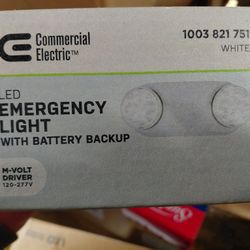 Commercial
Electric™
1003 821 751
WHITE
LED
EMERGENCY
LIGHT
WITH BATTERY BACKUP
M-VOLT
DRIVER
120-277V